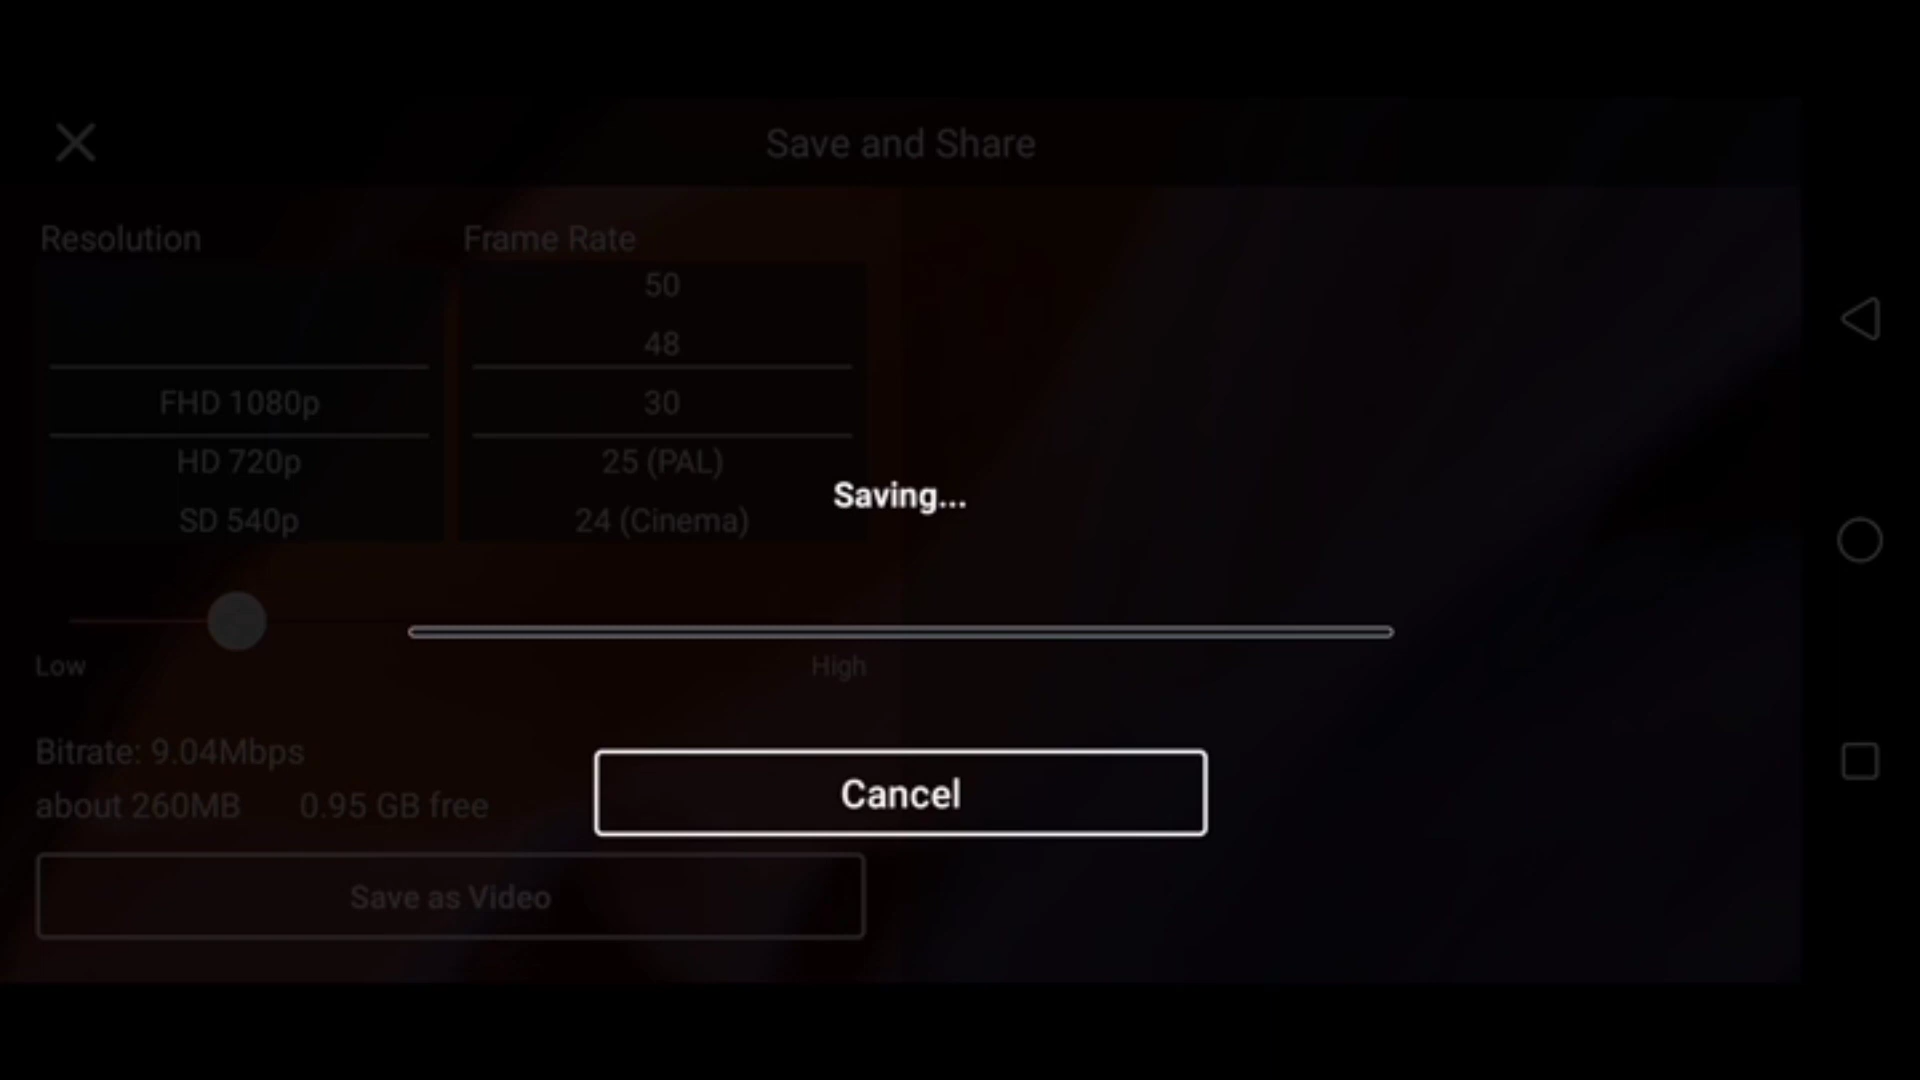 Save and Share
Resolution
Frame Rate
50
48
FHD 1080p
30
HD 720p
25 (PAL)
SD 540p
24 (Cinema)
Saving...
Low
High
Bitrate: 9.04Mbps
about 260MB 0.95 GB free
Cancel
Save as Video